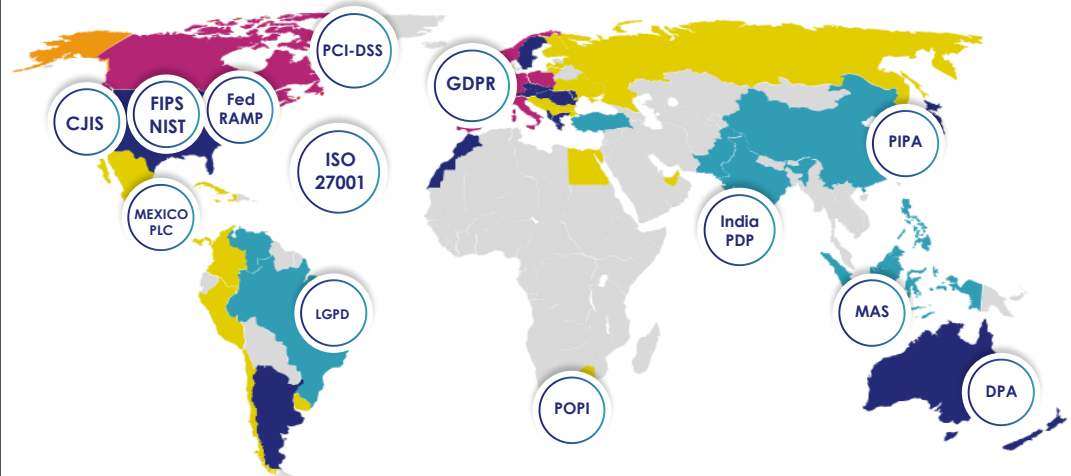 PCI-DSS
GDPR
CJIS
FIPS
NIST
Fed
RAMP
ISO
27001
PIPA
MEXICO
PLC
India
PDP
LGPD
MAS
POPI
DPA